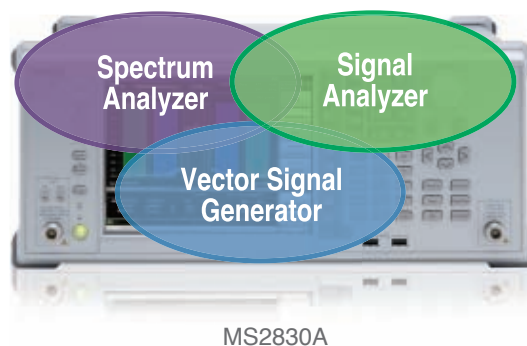 Spectrum
Analyzer
Signal
Analyzer
Vector Signal
Generator
MS2830A